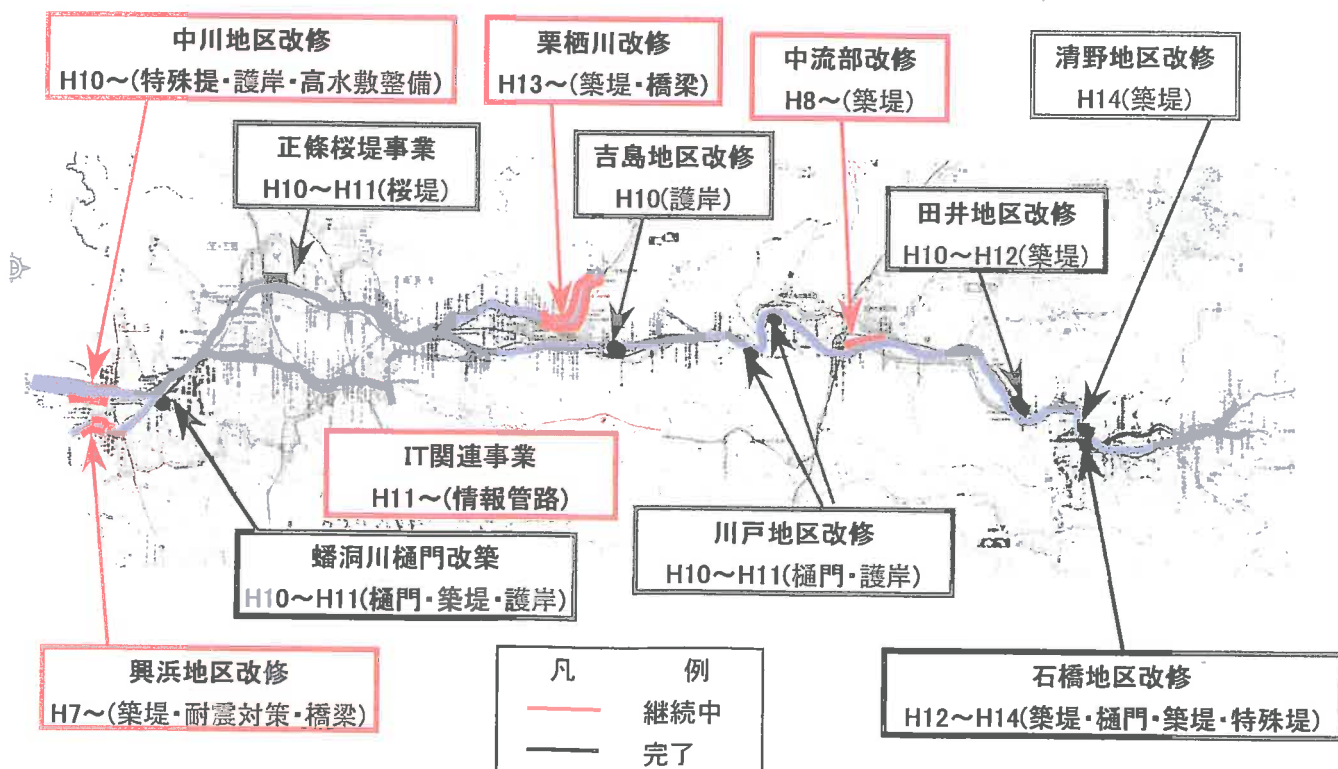 中川地区改修
H10～(特殊提・護岸・高水敷整備)
栗栖川改修
H13～(築堤・橋梁)
中流部改修
H8～(築堤)
清野地区改修
H14(築堤)
正條桜堤事業
H10～H11(桜堤)
吉島地区改修
H10(護岸)
田井地区改修
H10～H12(築堤)
IT関連事業
H11～(情報管路)
川戸地区改修
H10～H11(樋門・護岸)
蟠洞川樋門改築
H10～H11(樋門・築堤・護岸)
興浜地区改修
H7～(築堤・耐震対策・橋梁)
石橋地区改修
H12～H14(築堤・樋門・築堤・特殊堤)
凡 例
継続中
完了